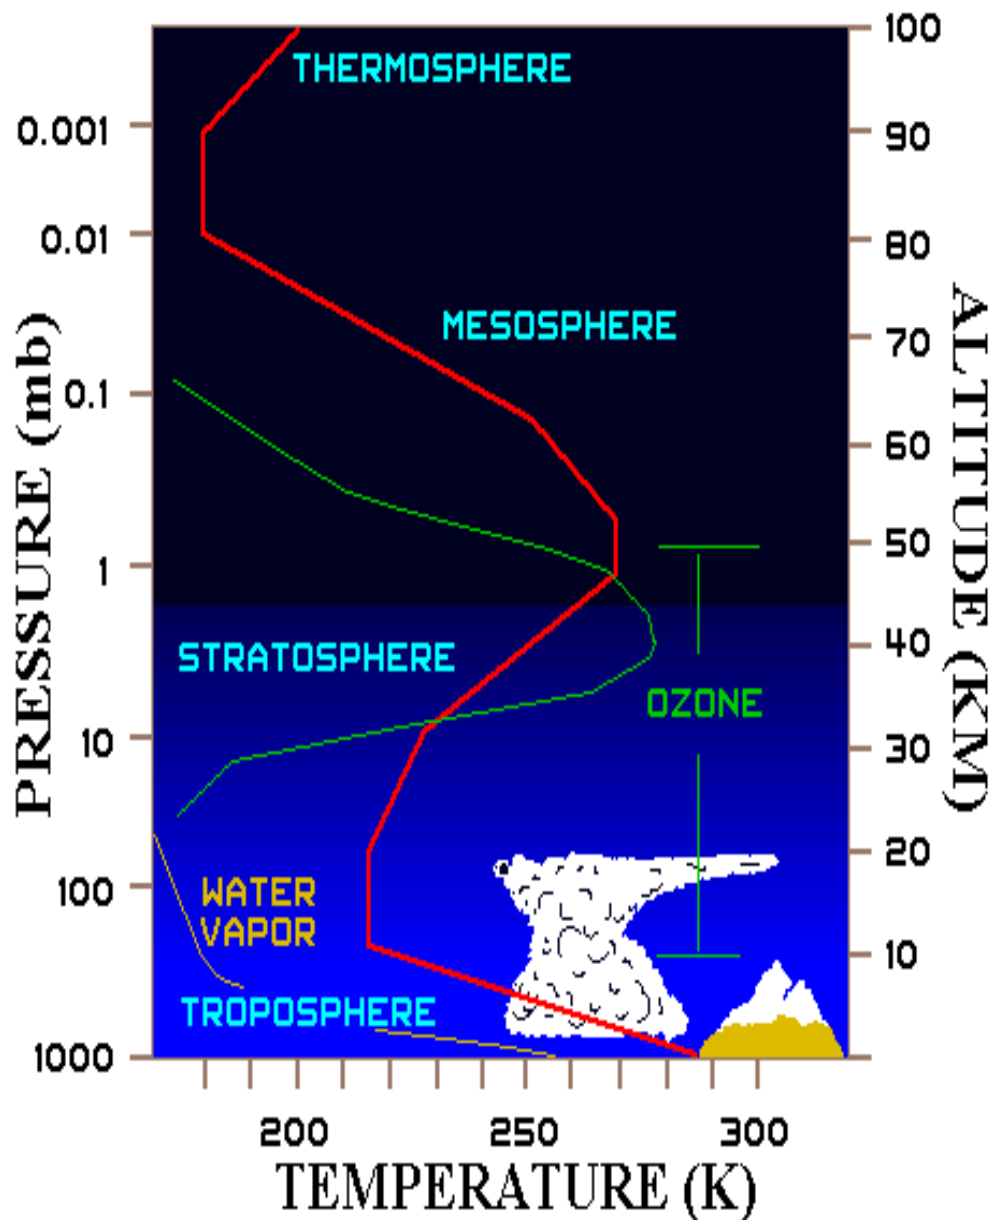 100
THERMOSPHERE
0.001
90
0.01
80
MESOSPHERE
70
0.1
60
50
1
STRATOSPHERE
40
OZONE
10
30
20
100
WATER
VAPOR
10
TROPOSPHERE
1000
200
250
300
TEMPERATURE (K)
PRESSURE (mb)
ALTITUDE (KM)